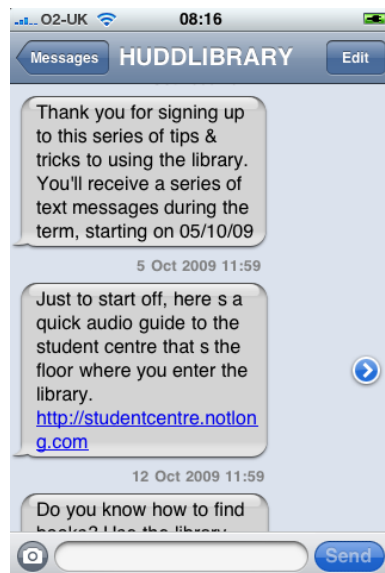 O2-UK 08:16
Messages HUDDLIBRARY Edit
Thank you for signing up
to this series of tips &
tricks to using the library.
You'll receive a series of
text messages during the
term, starting on 05/10/09
5 Oct 2009 11:59
Just to start off, here s a
quick audio guide to the
student centre that s the
floor where you enter the
library.
http://studentcentre.notlon
g.com
12 Oct 2009 11:59
Do you know how to find
books? Use the library
Send